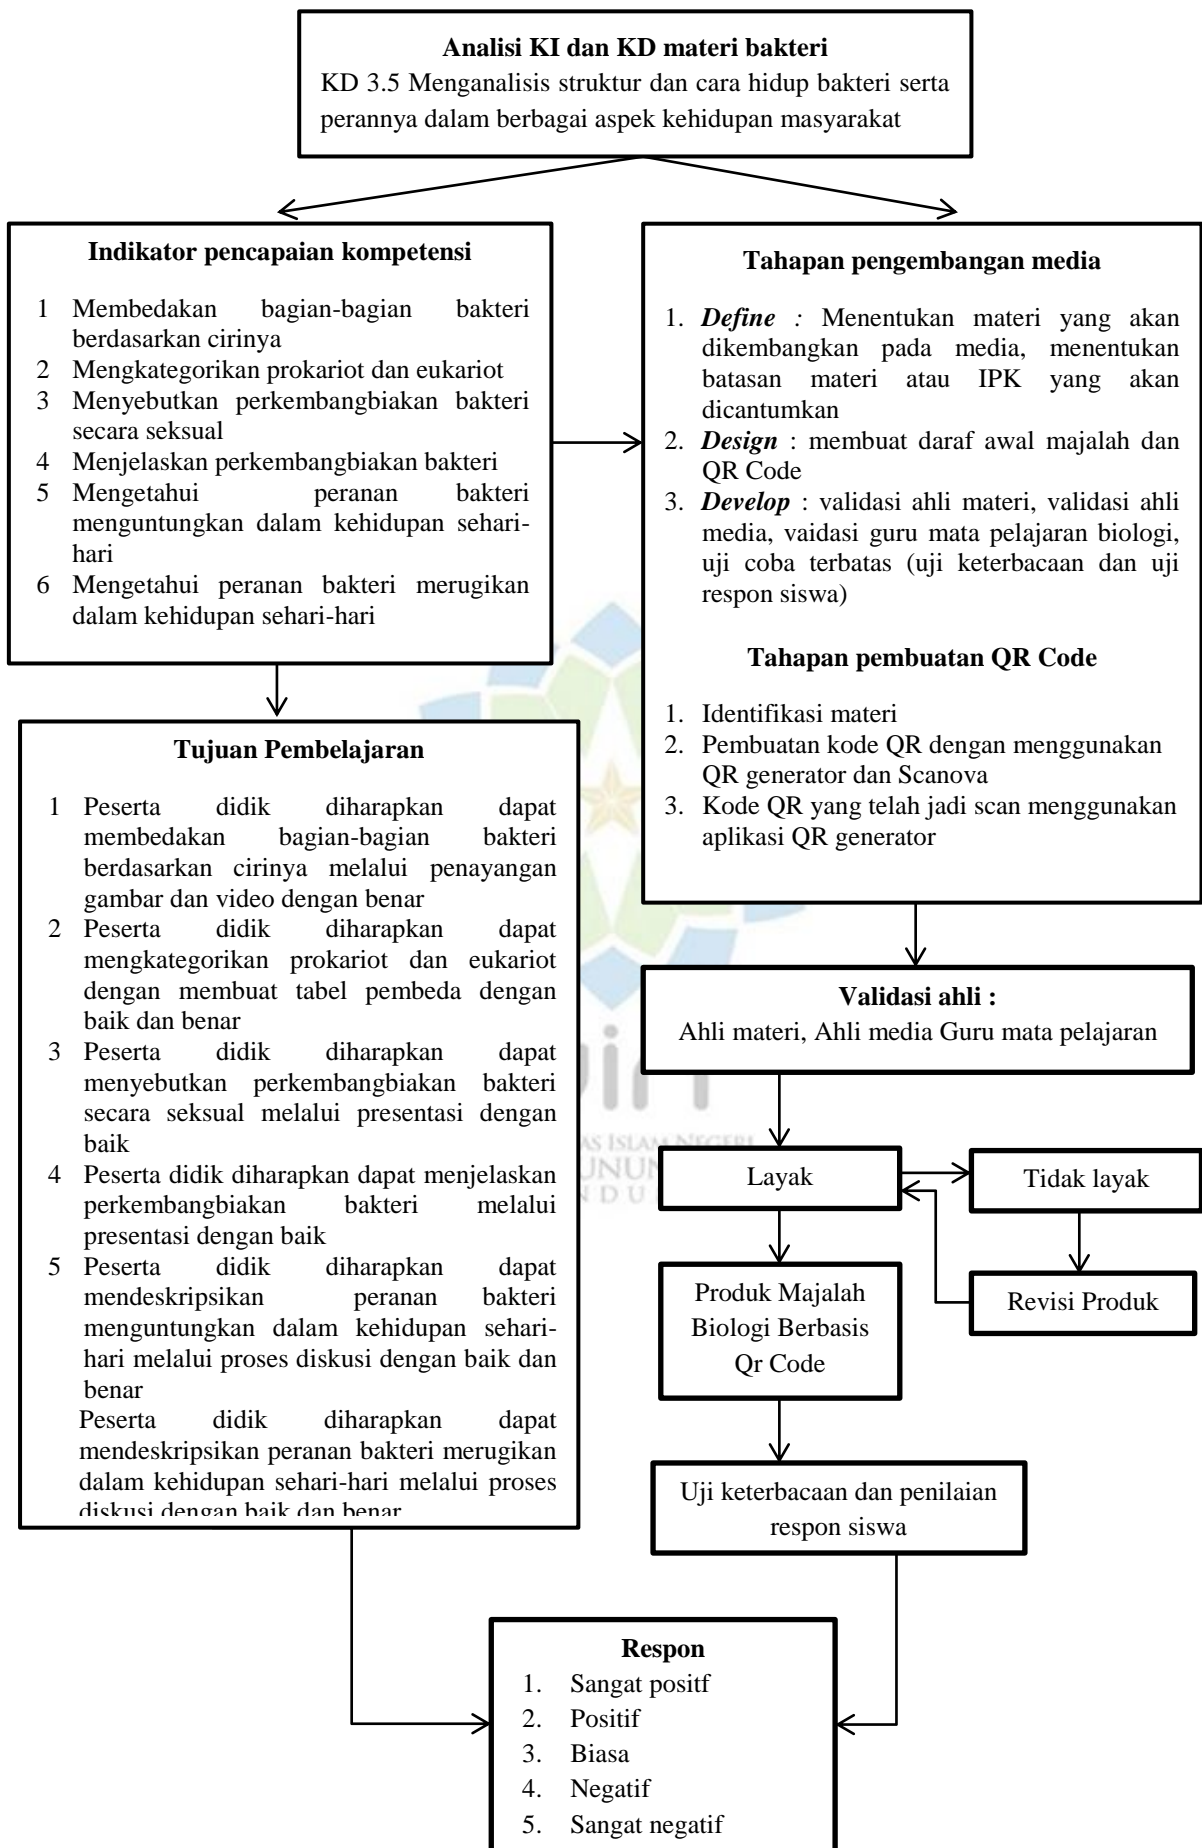 Analisi KI dan KD materi bakteri
KD 3.5 Menganalisis struktur dan cara hidup bakteri serta
perannya dalam berbagai aspek kehidupan masyarakat
Indikator pencapaian kompetensi
1 Membedakan bagian-bagian bakteri
berdasarkan cirinya
2 Mengkategorikan prokariot dan eukariot
3 Menyebutkan perkembangbiakan bakteri
secara seksual
4 Menjelaskan perkembangbiakan bakteri
5 Mengetahui peranan bakteri
menguntungkan dalam kehidupan sehari-
hari
6 Mengetahui peranan bakteri merugikan
dalam kehidupan sehari-hari
Tahapan pengembangan media
1. Define : Menentukan materi yang akan
dikembangkan pada media, menentukan
batasan materi atau IPK yang akan
dicantumkan
2. Design : membuat daraf awal majalah dan
QR Code
3. Develop : validasi ahli materi, validasi ahli
media, vaidasi guru mata pelajaran biologi,
uji coba terbatas (uji keterbacaan dan uji
respon siswa)
Tahapan pembuatan QR Code
1. Identifikasi materi
2. Pembuatan kode QR dengan menggunakan
QR generator dan Scanova
3. Kode QR yang telah jadi scan menggunakan
aplikasi QR generator
Tujuan Pembelajaran
1 Peserta didik diharapkan dapat
membedakan bagian-bagian bakteri
berdasarkan cirinya melalui penayangan
gambar dan video dengan benar
2 Peserta didik diharapkan dapat
mengkategorikan prokariot dan eukariot
dengan membuat tabel pembeda dengan
baik dan benar
3 Peserta didik diharapkan dapat
menyebutkan perkembangbiakan bakteri
secara seksual melalui presentasi dengan
baik
4 Peserta didik diharapkan dapat menjelaskan
perkembangbiakan bakteri melalui
presentasi dengan baik
5 Peserta didik diharapkan dapat
mendeskripsikan peranan bakteri
menguntungkan dalam kehidupan sehari-
hari melalui proses diskusi dengan baik dan
benar
Peserta didik diharapkan dapat
mendeskripsikan peranan bakteri merugikan
dalam kehidupan sehari-hari melalui proses
diskusi dengan baik dan benar
Validasi ahli :
Ahli materi, Ahli media Guru mata pelajaran
AS ISLAM NEGERI
Layak
Tidak layak
Produk Majalah
Biologi Berbasis
Qr Code
Revisi Produk
Uji keterbacaan dan penilaian
respon siswa
Respon
1. Sangat positf
2. Positif
3. Biasa
4. Negatif
5. Sangat negatif